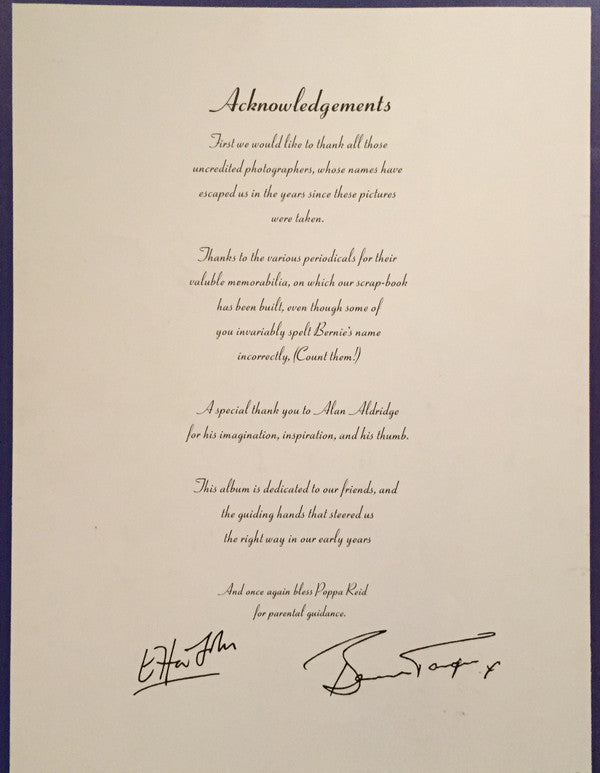 Acknowledgements
First we would like to thank all those
uncredited photographers, whose names have
escaped us in the years since these pictures
were taken.
Thanks to the various periodicals for their
valuble memorabilia, on which our scrap-book
has been built, even though some of
you invariably spelt Bernie's name
incorrectly, (Count them!)
A special thank you to Alan Aldridge
for his imagination, inspiration, and his thumb.
This album is dedicated to our friends, and
the guiding hands that steered us
the right way in our early years
And once again bless Poppa Reid
for parental guidance.
Elton John
Bernie Taupin x